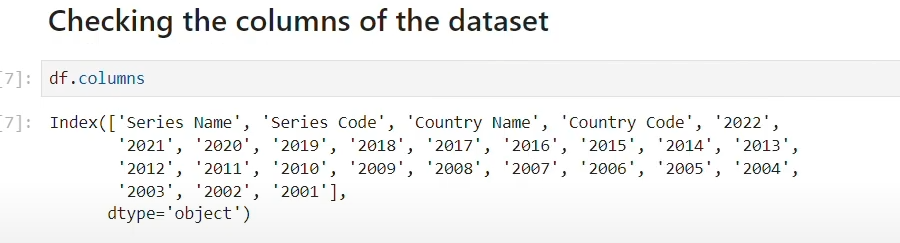 Checking the columns of the dataset
[7]: df.columns
[7]: Index(['Series Name', 'Series Code', 'Country Name', 'Country Code', '2022',
'2021', '2020', '2019', '2018', '2017', '2016', '2015', '2014', '2013',
'2012', '2011', '2010', '2009', '2008', '2007', '2006', '2005', '2004',
'2003', '2002', '2001'],
dtype='object')